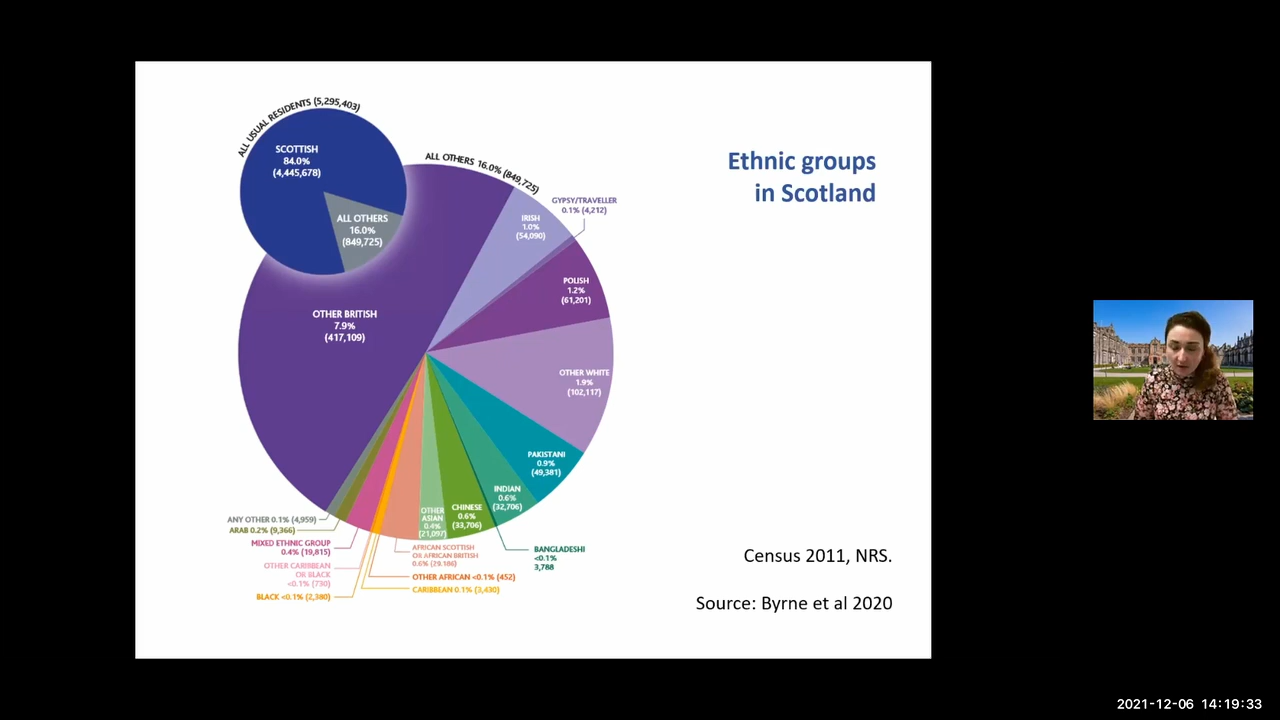 ALL USUAL RESIDENTS (5,295,403)
SCOTTISH
84.0%
(4,445,678)
ALL OTHERS
16.0%
(849,725)
ALL OTHERS 16.0% (849,725)
Ethnic groups
in Scotland
GYPSY/TRAVELLER
0.1% (4,212)
IRISH
1.0%
(54,090)
POLISH
1.2%
(61,201)
OTHER BRITISH
7.9%
(417,109)
OTHER WHITE
1.9%
(102,117)
PAKISTANI
0.9%
(49,381)
INDIAN
0.6%
(32,706)
CHINESE
0.6%
(33,706)
OTHER
ASIAN
0.4%
(21,097)
ANY OTHER 0.1% (4,959)
ARAB 0.2% (9,366)
MIXED ETHNIC GROUP
0.4% (19,815)
OTHER CARIBBEAN
OR BLACK
<0.1% (730)
BLACK <0.1% (2,380)
AFRICAN SCOTTISH
OR AFRICAN BRITISH
0.6% (29,186)
OTHER AFRICAN <0.1% (452)
CARIBBEAN 0.1% (3,430)
BANGLADESHI
<0.1%
3,788
Census 2011, NRS.
Source: Byrne et al 2020
2021-12-06 14:19:33